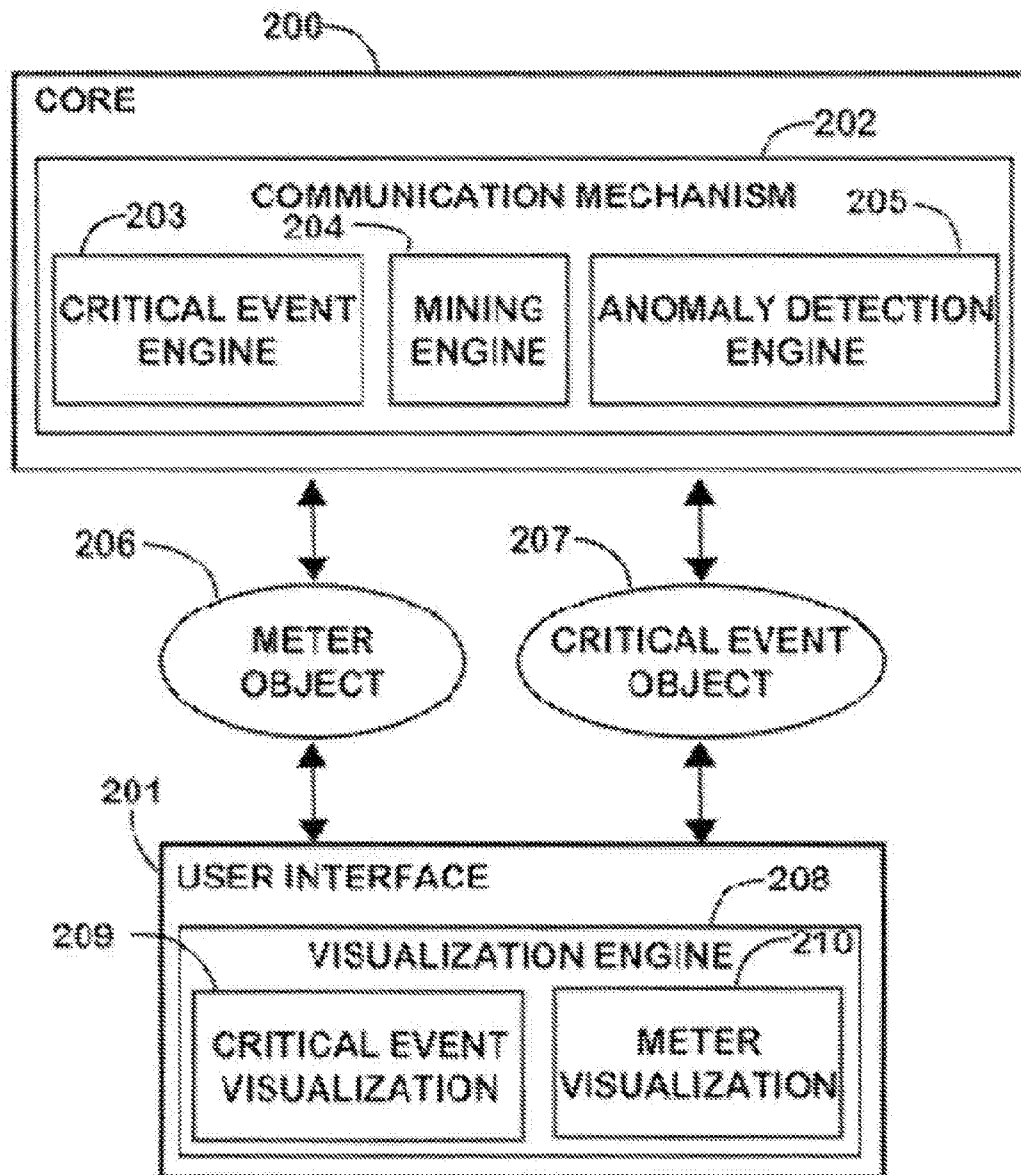 200
CORE
202
COMMUNICATION MECHANISM
203
204
205
CRITICAL EVENT
ENGINE
MINING
ENGINE
ANOMALY DETECTION
ENGINE
206
207
METER
OBJECT
CRITICAL EVENT
OBJECT
201
USER INTERFACE
208
209
VISUALIZATION ENGINE
210
CRITICAL EVENT
VISUALIZATION
METER
VISUALIZATION